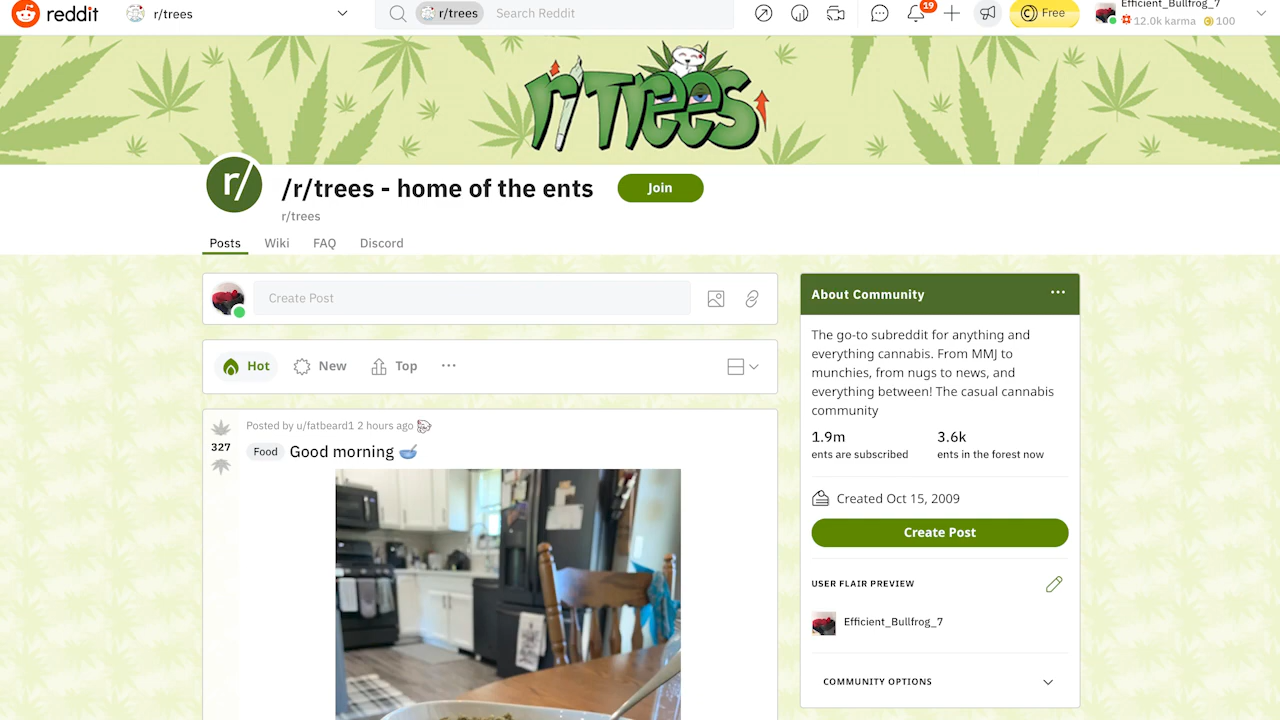 reddit
r/trees
r/trees
Search Reddit
19
Free
Efficient_Bullfrog_7
12.0k karma
100
r/Trees
r/
/r/trees - home of the ents
Join
r/trees
Posts
Wiki
FAQ
Discord
Create Post
Hot
New
Top
327
Posted by u/fatbeard1 2 hours ago
Food
Good morning
About Community
The go-to subreddit for anything and
everything cannabis. From MMJ to
munchies, from nugs to news, and
everything between! The casual cannabis
community
1.9m
3.6k
ents are subscribed
ents in the forest now
Created Oct 15, 2009
Create Post
USER FLAIR PREVIEW
Efficient_Bullfrog_7
COMMUNITY OPTIONS